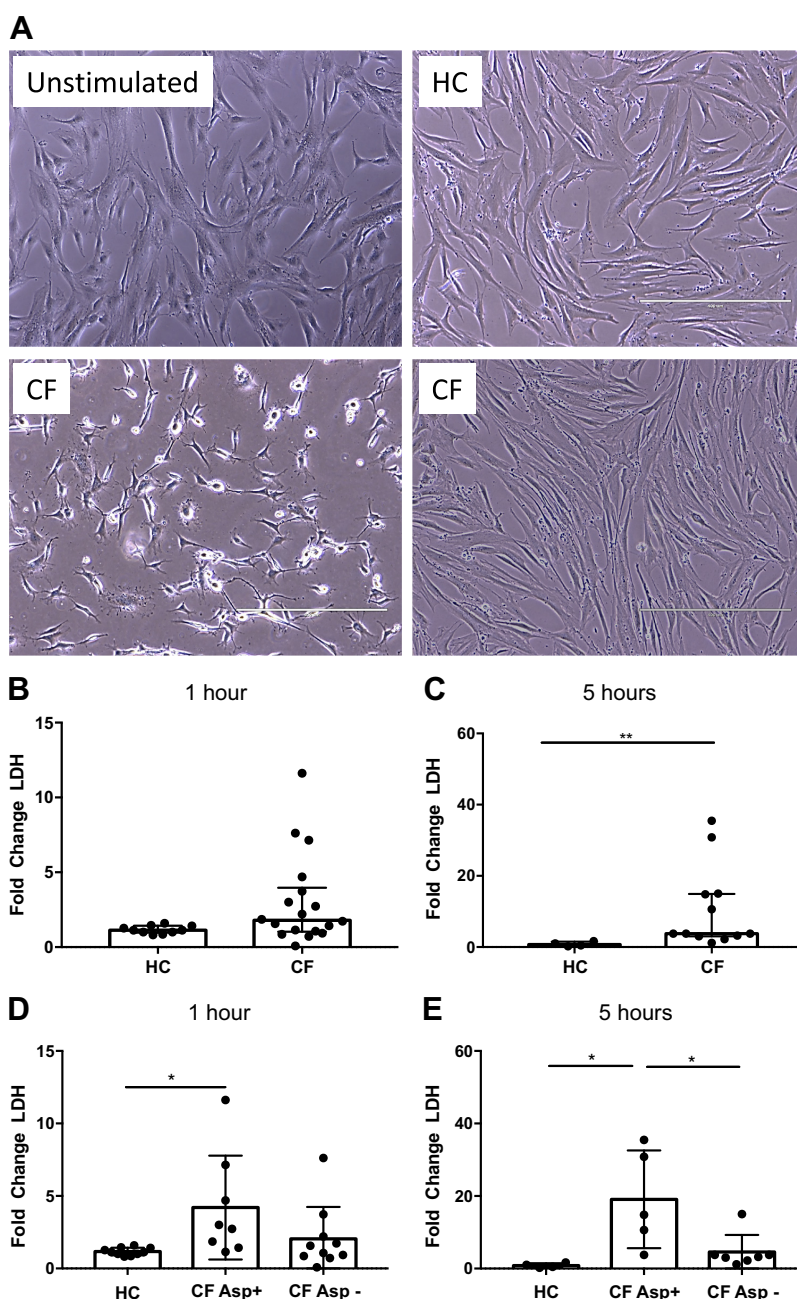 A
Unstimulated
HC
CF
CF
B
1 hour
Fold Change LDH
15
10
5
0
HC
CF
C
5 hours
Fold Change LDH
60
40
20
0
**
HC
CF
D
1 hour
Fold Change LDH
15
10
5
0
*
HC
CF Asp+
CF Asp -
E
5 hours
Fold Change LDH
60
40
20
0
*
*
HC
CF Asp+
CF Asp -